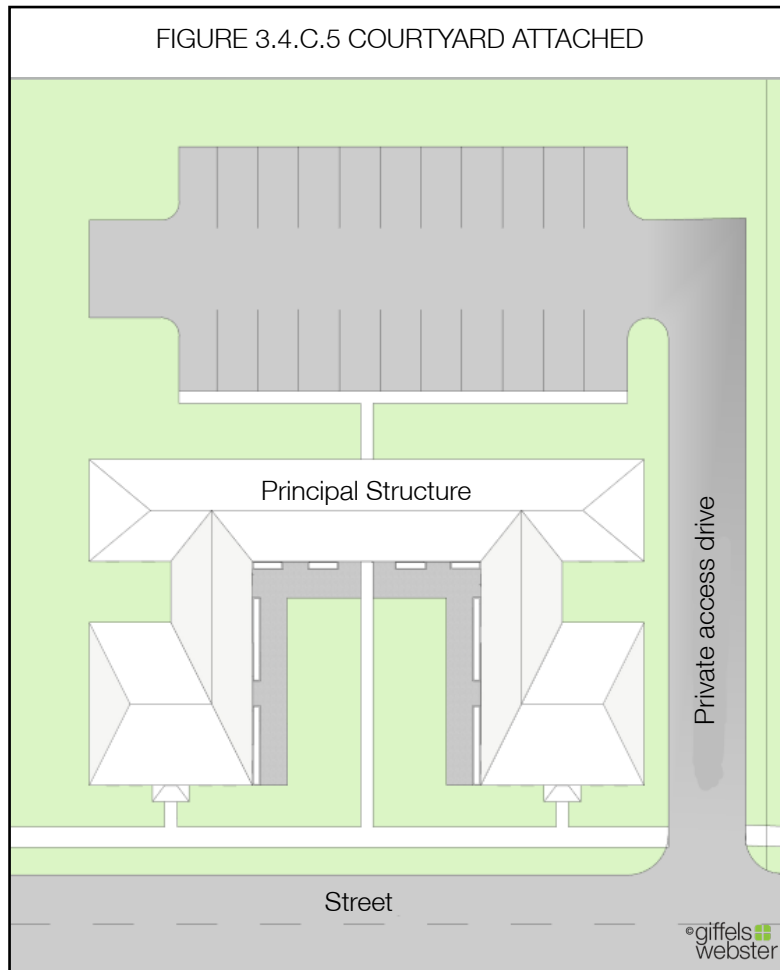 FIGURE 3.4.C.5 COURTYARD ATTACHED
Principal Structure
Private access drive
Street
©giffels
webster